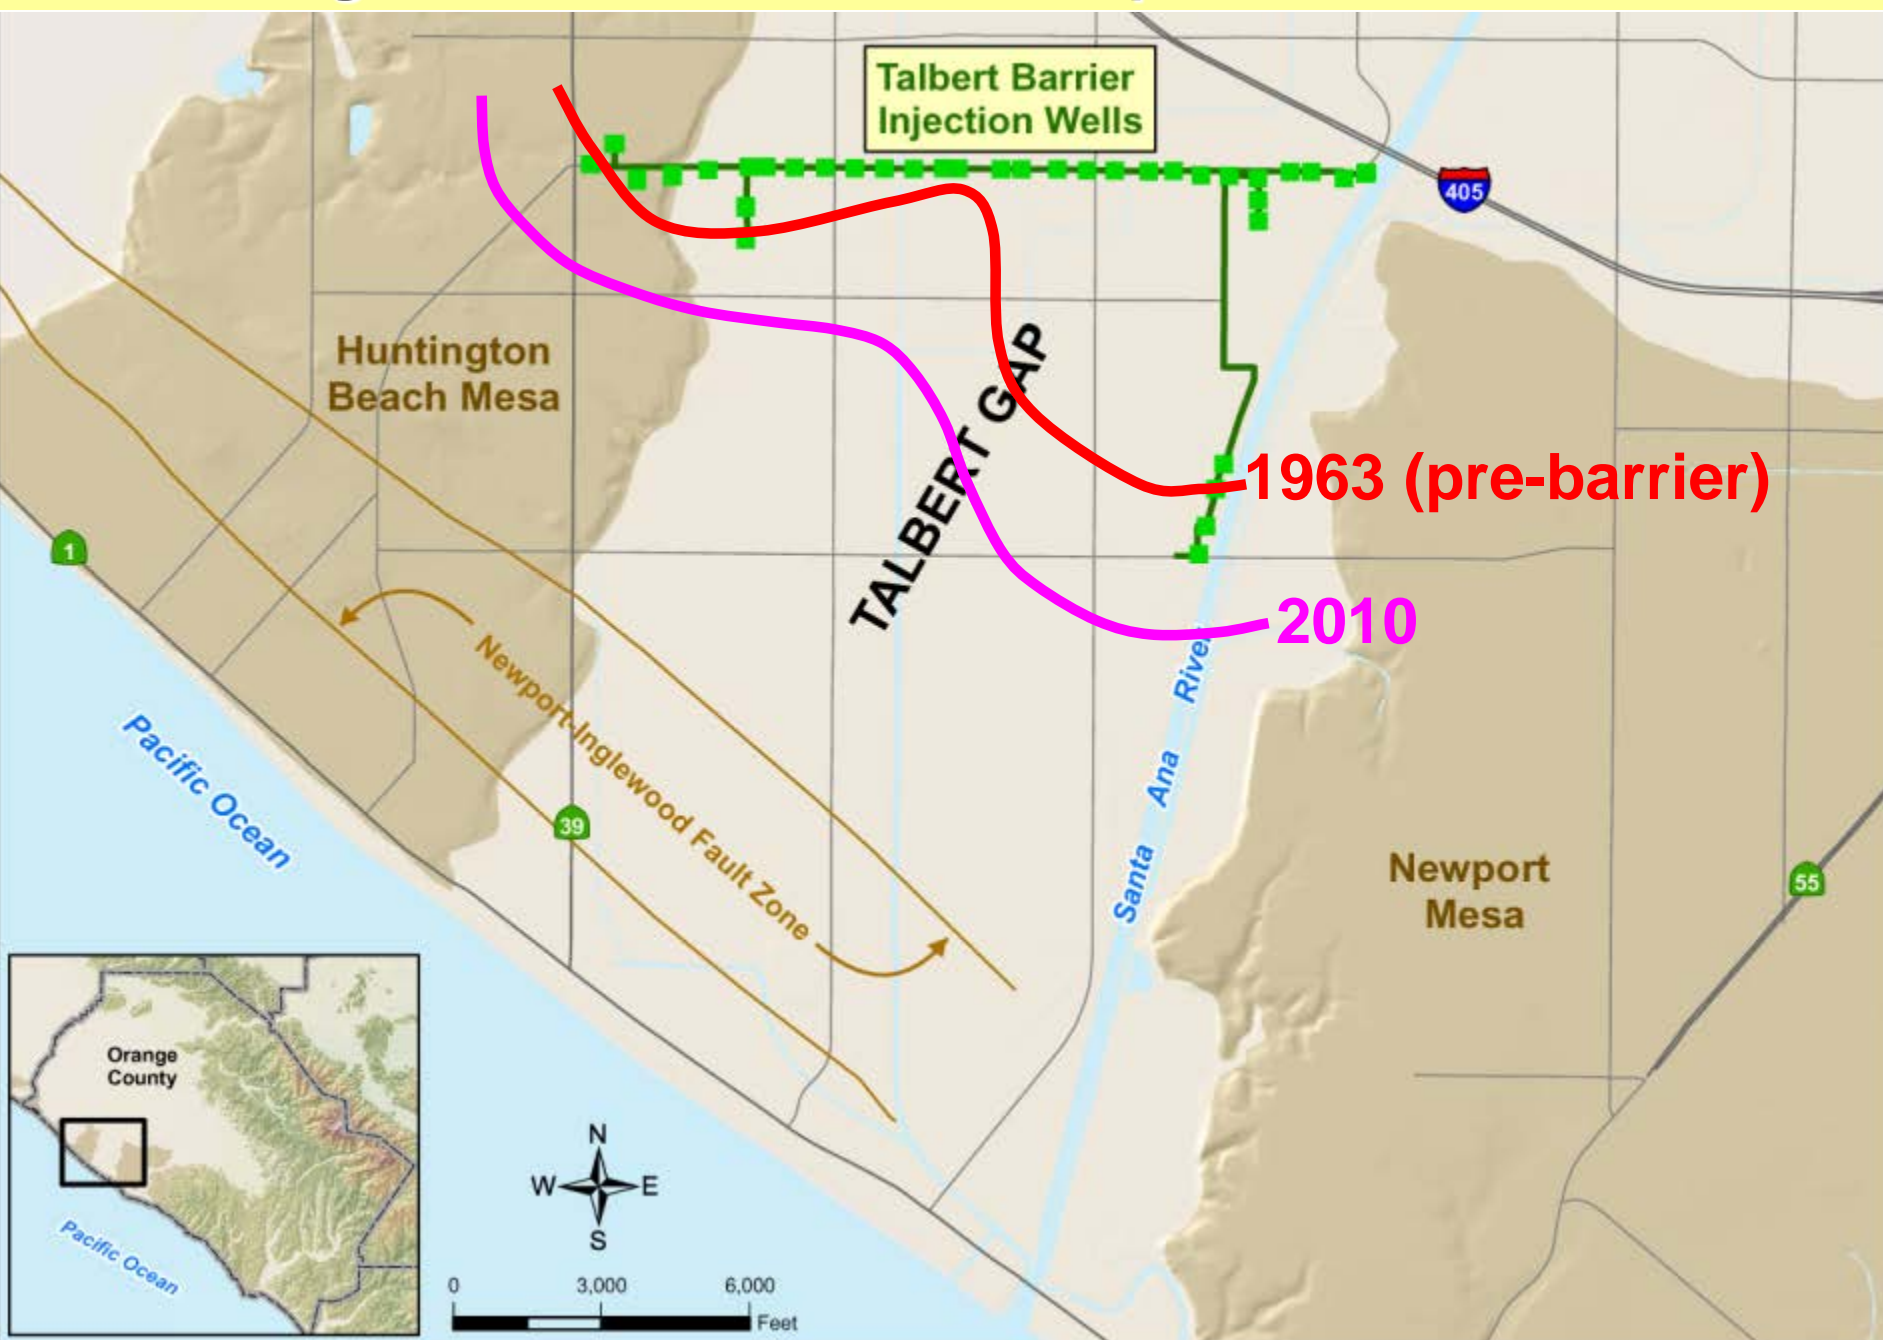 Talbert Barrier
Injection Wells
405
Huntington
Beach Mesa
TALBERT GAP
1963 (pre-barrier)
1
2010
Newport-Inglewood Fault Zone
Pacific Ocean
Santa Ana River
39
Newport
Mesa
55
Orange
County
Pacific Ocean
N
W E
S
0 3,000 6,000
Feet